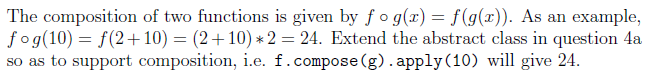 The composition of two functions is given by f ∘ g(x) = f(g(x)). As an example,
f ∘ g(10) = f(2 + 10) = (2 + 10) * 2 = 24. Extend the abstract class in question 4a
so as to support composition, i.e. f.compose(g).apply(10) will give 24.